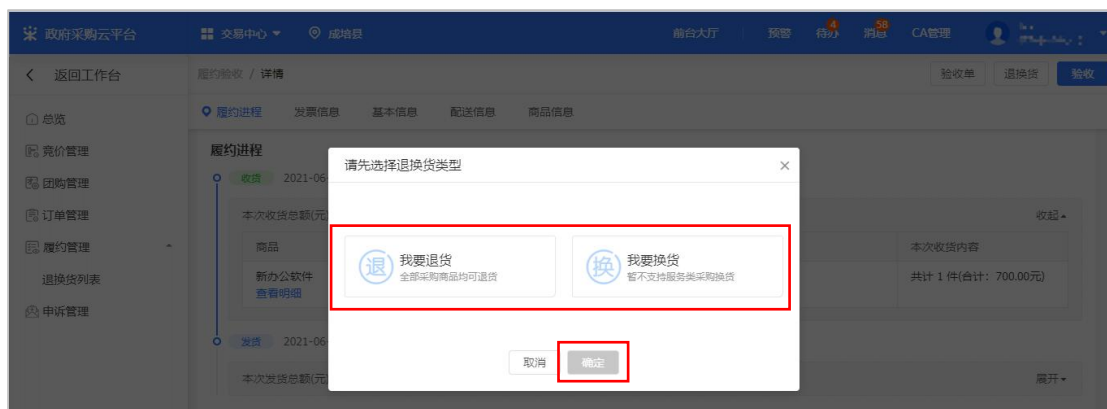 政府采购云平台 交易中心 成培县 前台大厅 预警 待办 4 消息 58 CA管理
返回工作台 履约验收 / 详情 验收单 退换货 验收
总览
竞价管理
团购管理
订单管理
履约管理
退换货列表
申诉管理
履约进程 发票信息 基本信息 配送信息 商品信息
履约进程
收货 2021-06
本次收货总额(元 收起
商品 本次收货内容
新办公软件 共计 1 件(合计：700.00元)
查看明细
发货 2021-06
本次发货总额(元 展开
请先选择退换货类型
退 我要退货
全部采购商品均可退货
换 我要换货
暂不支持服务类采购换货
取消 确定